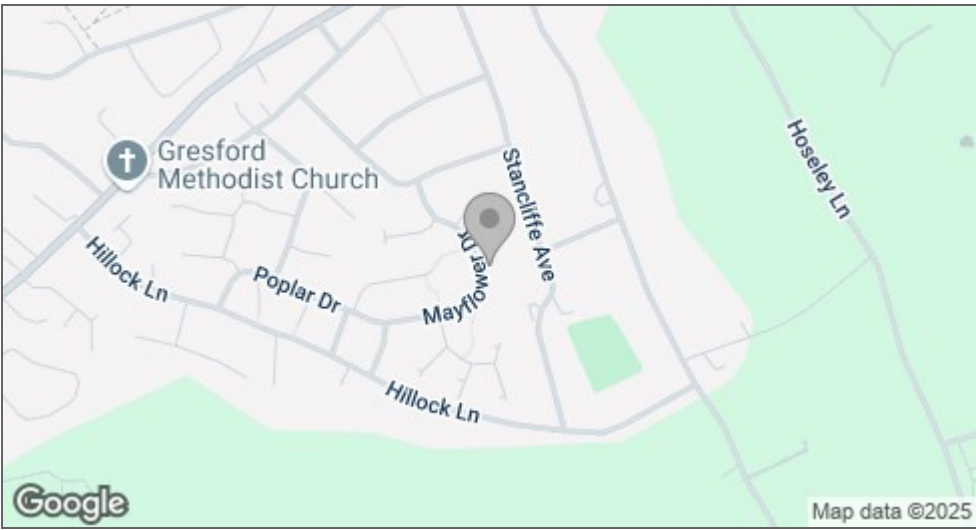 Gresford
Methodist Church
Stancliffe Ave
Hoseley Ln
Hillock Ln
Poplar Dr
Mayflower Dr
Hillock Ln
Google
Map data ©2025